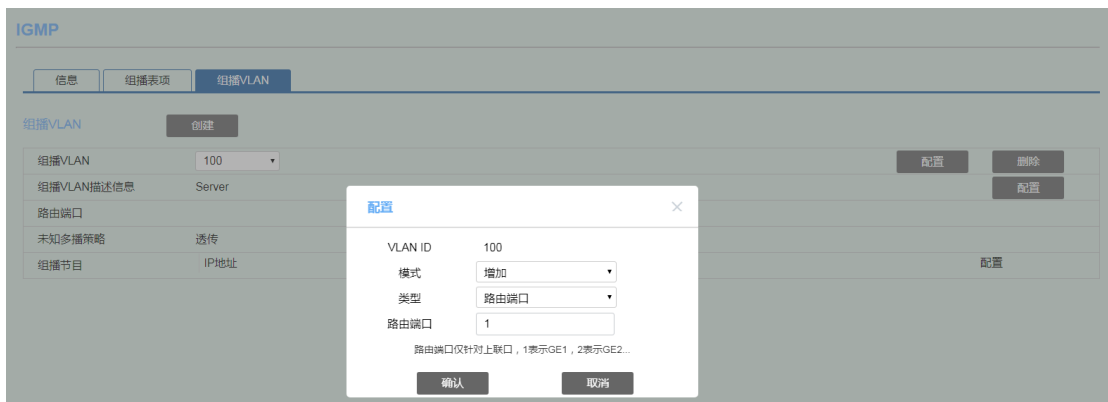 IGMP
信息 组播表项 组播VLAN
组播VLAN 创建
组播VLAN 100 配置 删除
组播VLAN描述信息 Server 配置
路由端口
未知多播策略 透传
组播节目 IP地址 配置
配置 ×
VLAN ID 100
模式 增加
类型 路由端口
路由端口 1
路由端口仅针对上联口，1表示GE1，2表示GE2...
确认 取消